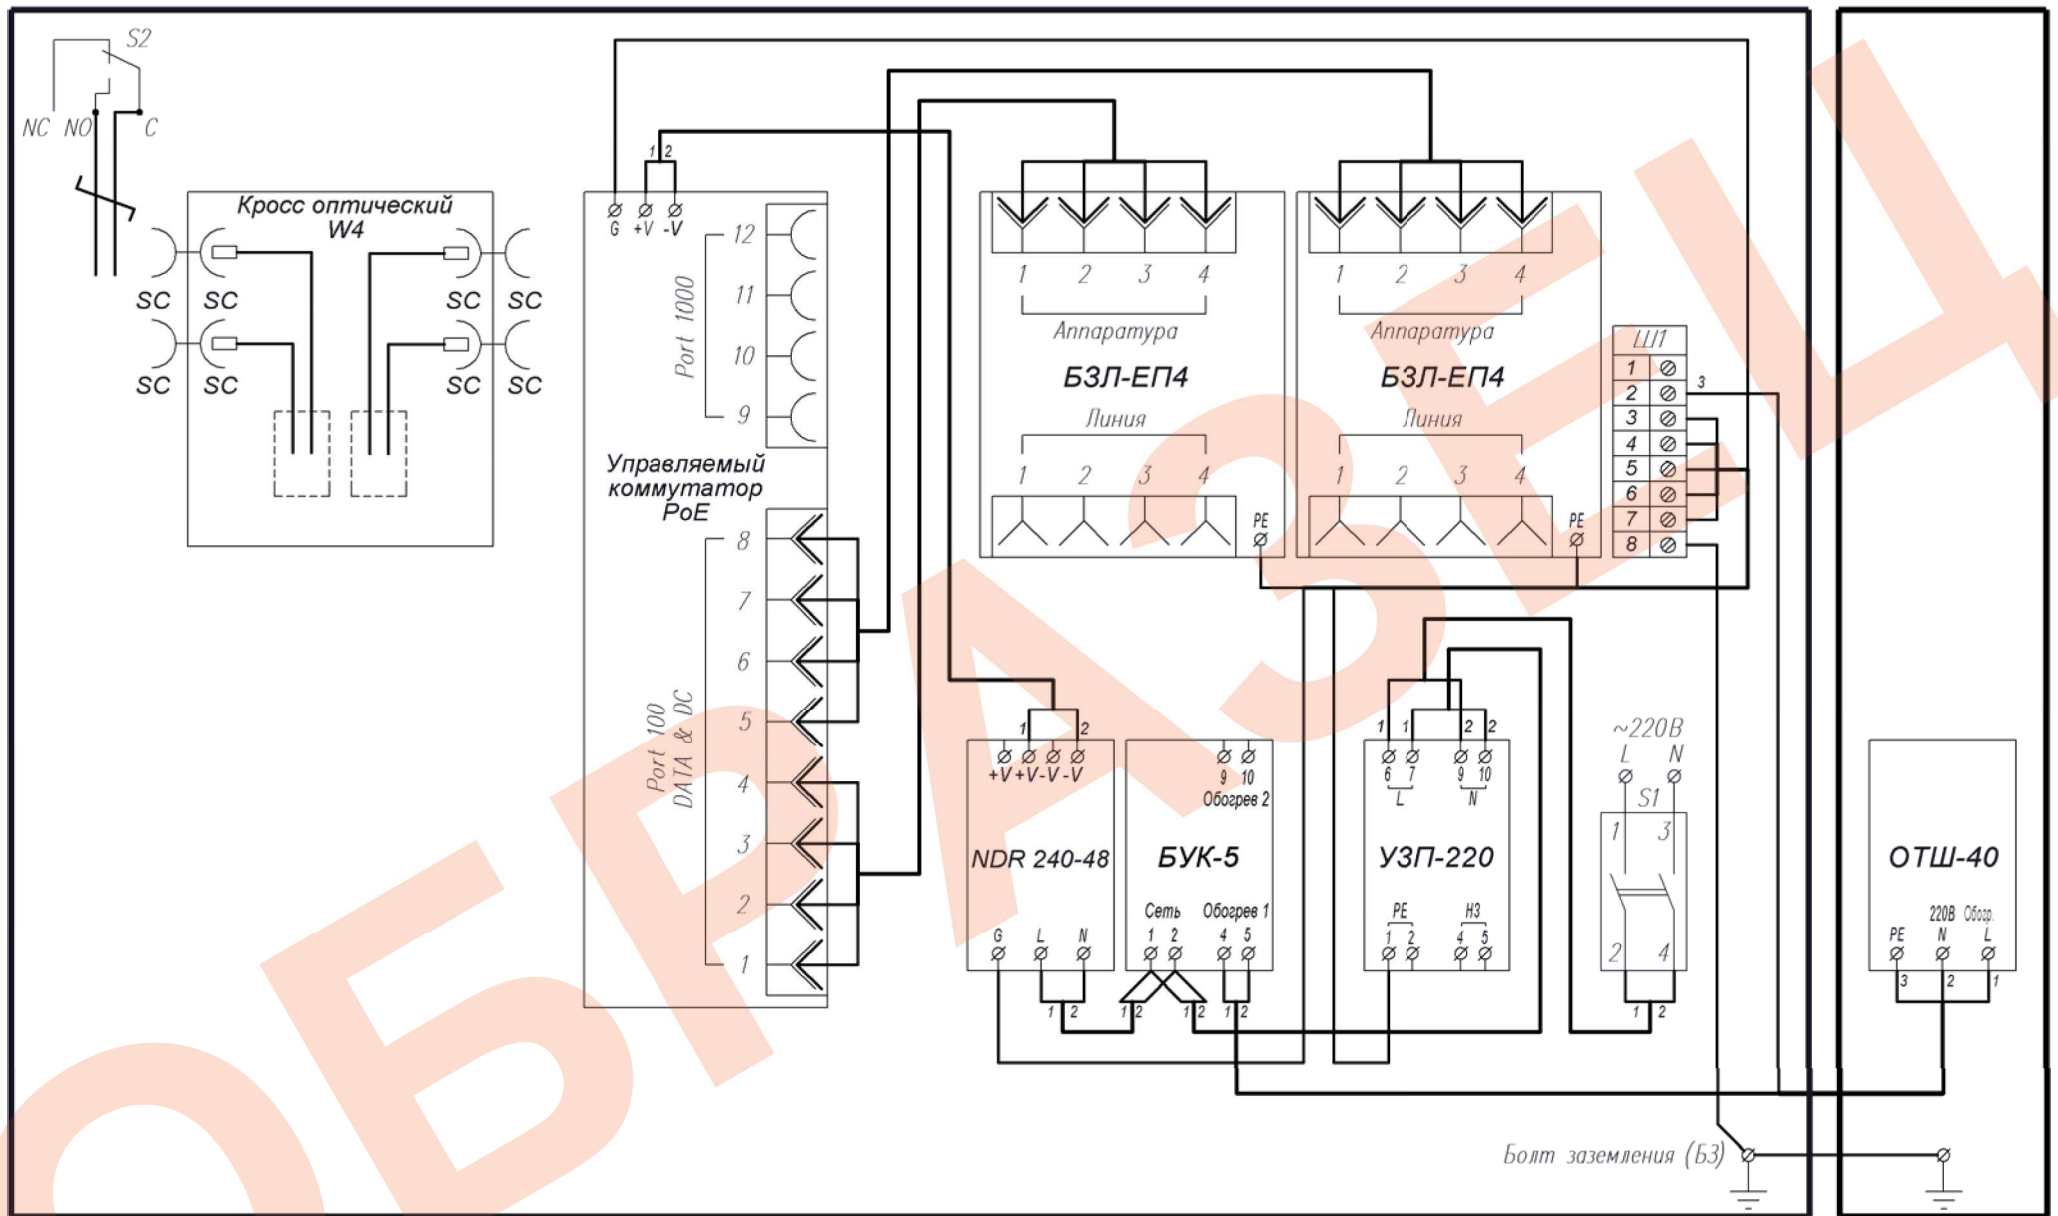 S2
NC NO C
Кросс оптический
W4
SC SC SC SC
SC SC SC SC
1 2
G +V -V
12
11
10
9
Port 1000
Управляемый
коммутатор
PoE
8
7
6
5
4
3
2
1
Port 100
DATA & DC
1 2 3 4
Аппаратура
БЗЛ-ЕП4
Линия
1 2 3 4
PE
1 2 3 4
Аппаратура
БЗЛ-ЕП4
Линия
1 2 3 4
PE
Ш1
1
2 3
3
4
5
6
7
8
1 2
+V +V -V -V
NDR 240-48
G L N
1 2
9 10
Обогрев 2
БУК-5
Сеть Обогрев 1
1 2 4 5
1 2 1 2 1 2
1 1 2 2
6 7 9 10
L N
УЗП-220
PE НЗ
1 2 4 5
~220В
L N
S1
1 3
2 4
1 2
ОТШ-40
220В Обогр.
PE N L
3 2 1
Болт заземления (БЗ)
ОБРАЗЕЦ